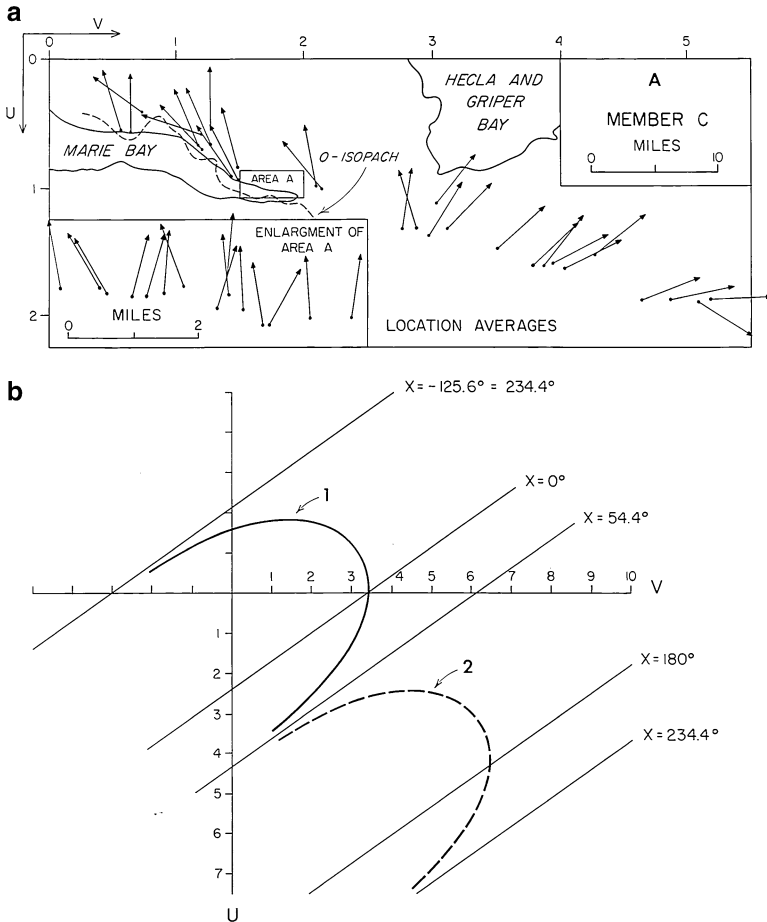 a
V
0 1 2 3 4 5
0
U
1
2
HECLA AND
GRIPER
BAY
A
MEMBER C
MILES
0 10
MARIE BAY
AREA A
0-ISOPACH
ENLARGMENT OF
AREA A
MILES
0 2
LOCATION AVERAGES
b
X=-125.6° = 234.4°
1
X=0°
X=54.4°
1 2 3 4 5 6 7 8 9 10 V
1
2
3
4
5
6
7
U
2
X=180°
X=234.4°